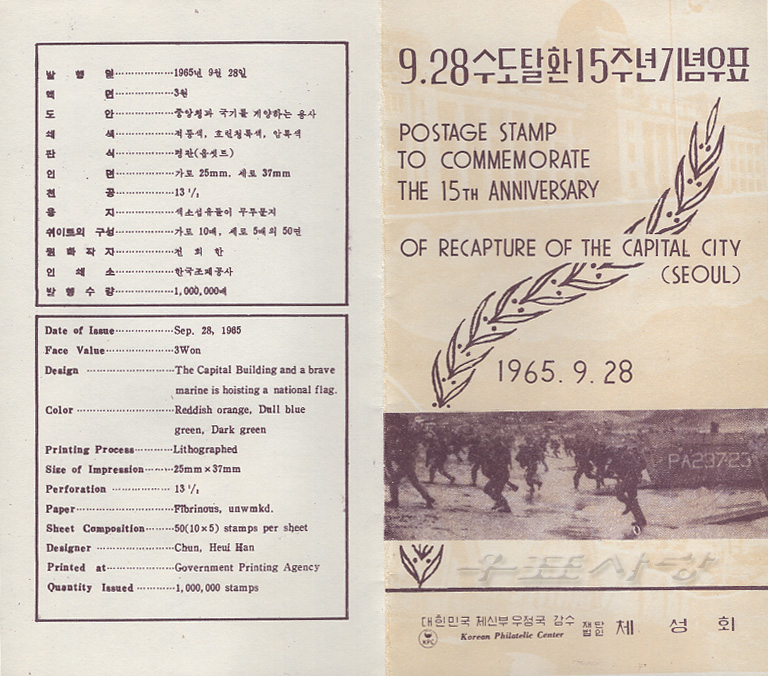 발 행 일 1965년 9월 28일
액 면 3원
도 안 중앙청과 국기를 게양하는 용사
쇄 색 적등색, 흐린청록색, 암록색
판 식 평판(옵셋트)
인 면 가로 25mm. 세로 37mm
천 공 13 ½
용 지 색소섬유들이 무투문지
쉬이트의 구성 가로 10매, 세로 5매의 50면
원 화 작 자 전 희 한
인 쇄 소 한국조폐공사
발 행 수 량 1,000,000매
Date of Issue Sep. 28, 1965
Face Value 3Won
Design The Capital Building and a brave
marine is hoisting a national flag.
Color Reddish orange, Dull blue
green, Dark green
Printing Process Lithographed
Size of Impression 25mm×37mm
Perforation 13 ½
Paper Fibrinous, unwmkd.
Sheet Composition 50(10×5) stamps per sheet
Designer Chun, Heui Han
Printed at Government Printing Agency
Quantity Issued 1,000,000 stamps
9.28수도탈환15주년기념우표
POSTAGE STAMP
TO COMMEMORATE
THE 15TH ANNIVERSARY
OF RECAPTURE OF THE CAPITAL CITY
(SEOUL)
1965.9.28
PA237-23
우표사랑
대한민국 체신부우정국 감수 재단법인 체 성 회
KPC Korean Philatelic Center